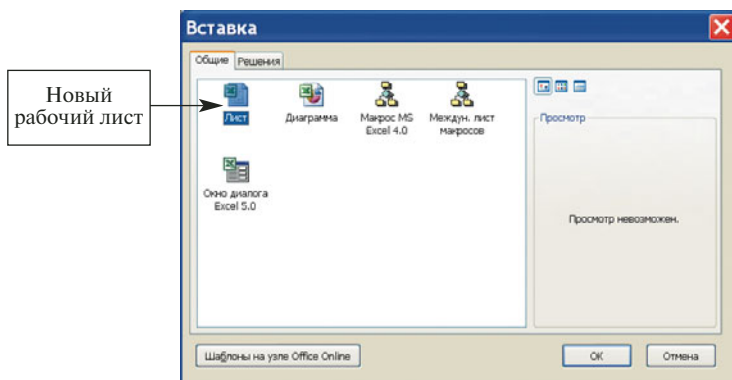 Вставка
Общие Решения
Новый
рабочий лист
Лист
Диаграмма
Макрос MS
Excel 4.0
Междун. лист
макросов
Просмотр
Окно диалога
Excel 5.0
Просмотр невозможен.
Шаблоны на узле Office Online
ОК
Отмена